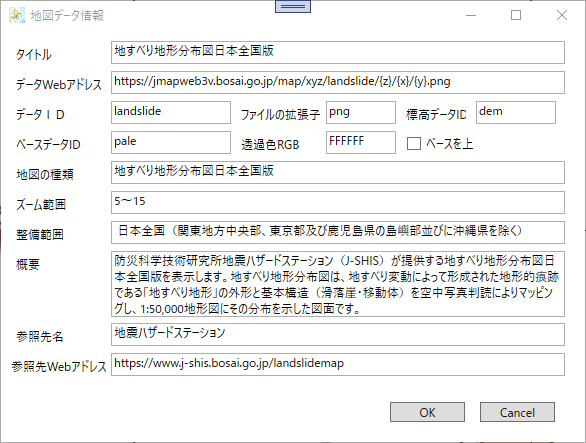 地図データ情報
タイトル 地すべり地形分布図日本全国版
データWebアドレス https://jmapweb3v.bosai.go.jp/map/xyz/landslide/{z}/{x}/{y}.png
データＩＤ landslide ファイルの拡張子 png 標高データID dem
ベースデータID pale 透過色RGB FFFFFF ベースを上
地図の種類 地すべり地形分布図日本全国版
ズーム範囲 5～15
整備範囲 日本全国（関東地方中央部、東京都及び鹿児島県の島嶼部並びに沖縄県を除く）
概要 防災科学技術研究所地震ハザードステーション（J-SHIS）が提供する地すべり地形分布図日
本全国版を表示します。地すべり地形分布図は、地すべり変動によって形成された地形的痕跡
である「地すべり地形」の外形と基本構造（滑落崖・移動体）を空中写真判読によりマッピン
グし、1:50,000地形図にその分布を示した図面です。
参照先名 地震ハザードステーション
参照先Webアドレス https://www.j-shis.bosai.go.jp/landslidemap
OK Cancel